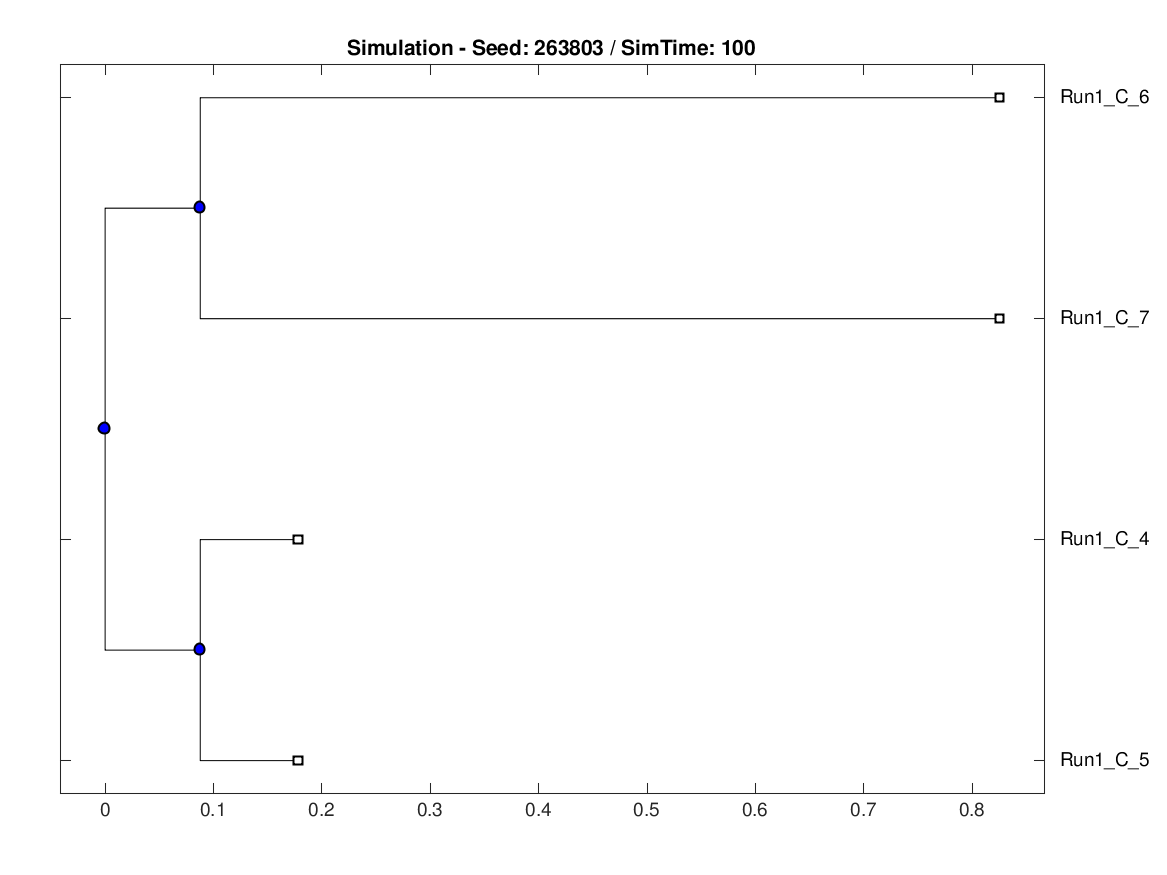 Simulation - Seed: 263803 / SimTime: 100
Run1_C_6
Run1_C_7
Run1_C_4
Run1_C_5
0 0.1 0.2 0.3 0.4 0.5 0.6 0.7 0.8